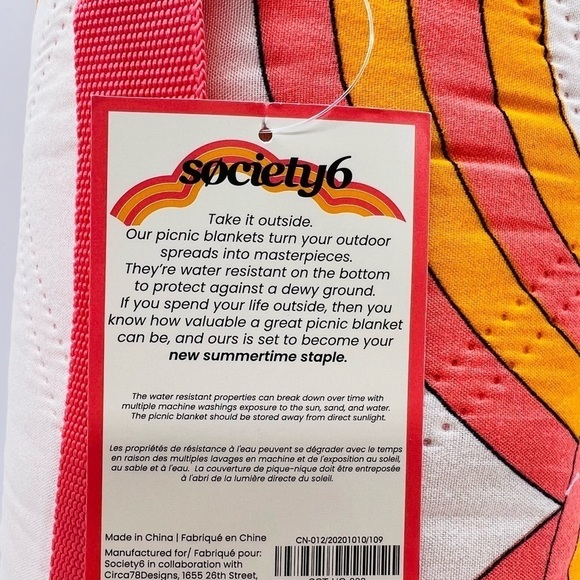 søciety6
Take it outside.
Our picnic blankets turn your outdoor
spreads into masterpieces.
They're water resistant on the bottom
to protect against a dewy ground.
If you spend your life outside, then you
know how valuable a great picnic blanket
can be, and ours is set to become your
new summertime staple.
The water resistant properties can break down over time with
multiple machine washings exposure to the sun, sand, and water.
The picnic blanket should be stored away from direct sunlight.
Les propriétés de résistance à l'eau peuvent se dégrader avec le temps
en raison des multiples lavages en machine et de l'exposition au soleil,
au sable et à l'eau. La couverture de pique-nique doit être entreposée
à l'abri de la lumière directe du soleil.
Made in China | Fabriqué en Chine
CN-012/20201010/109
Manufactured for/ Fabriqué pour:
Society6 in collaboration with
Circa78Designs, 1655 26th Street,